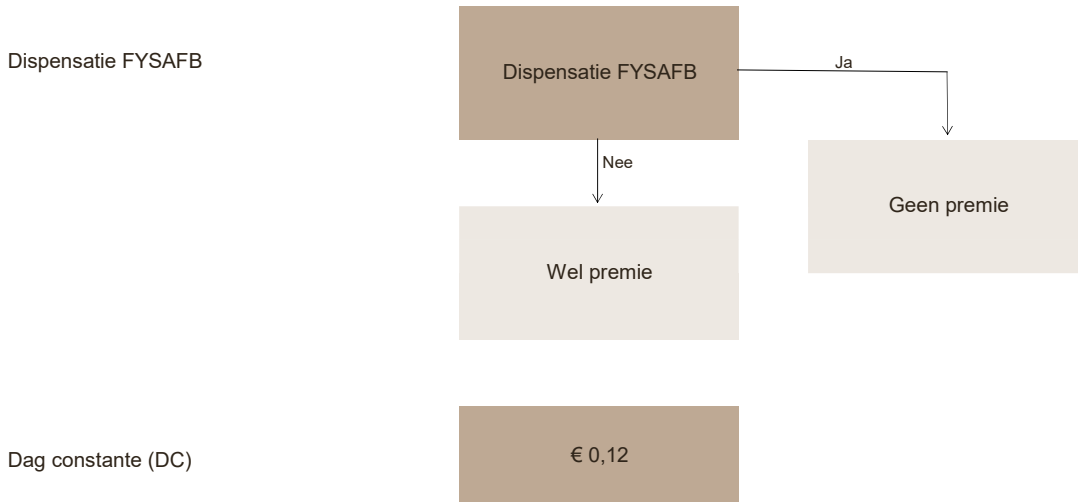 Dispensatie FYSAFB
Dispensatie FYSAFB
Ja
Nee
Geen premie
Wel premie
Dag constante (DC)
€ 0,12